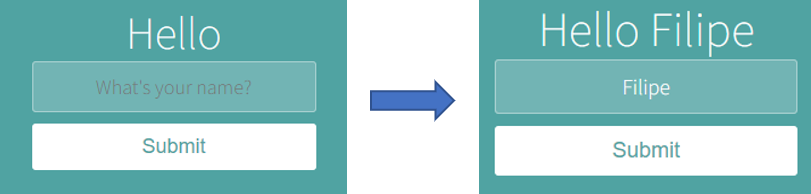 Hello
What's your name?
Submit
Hello Filipe
Filipe
Submit